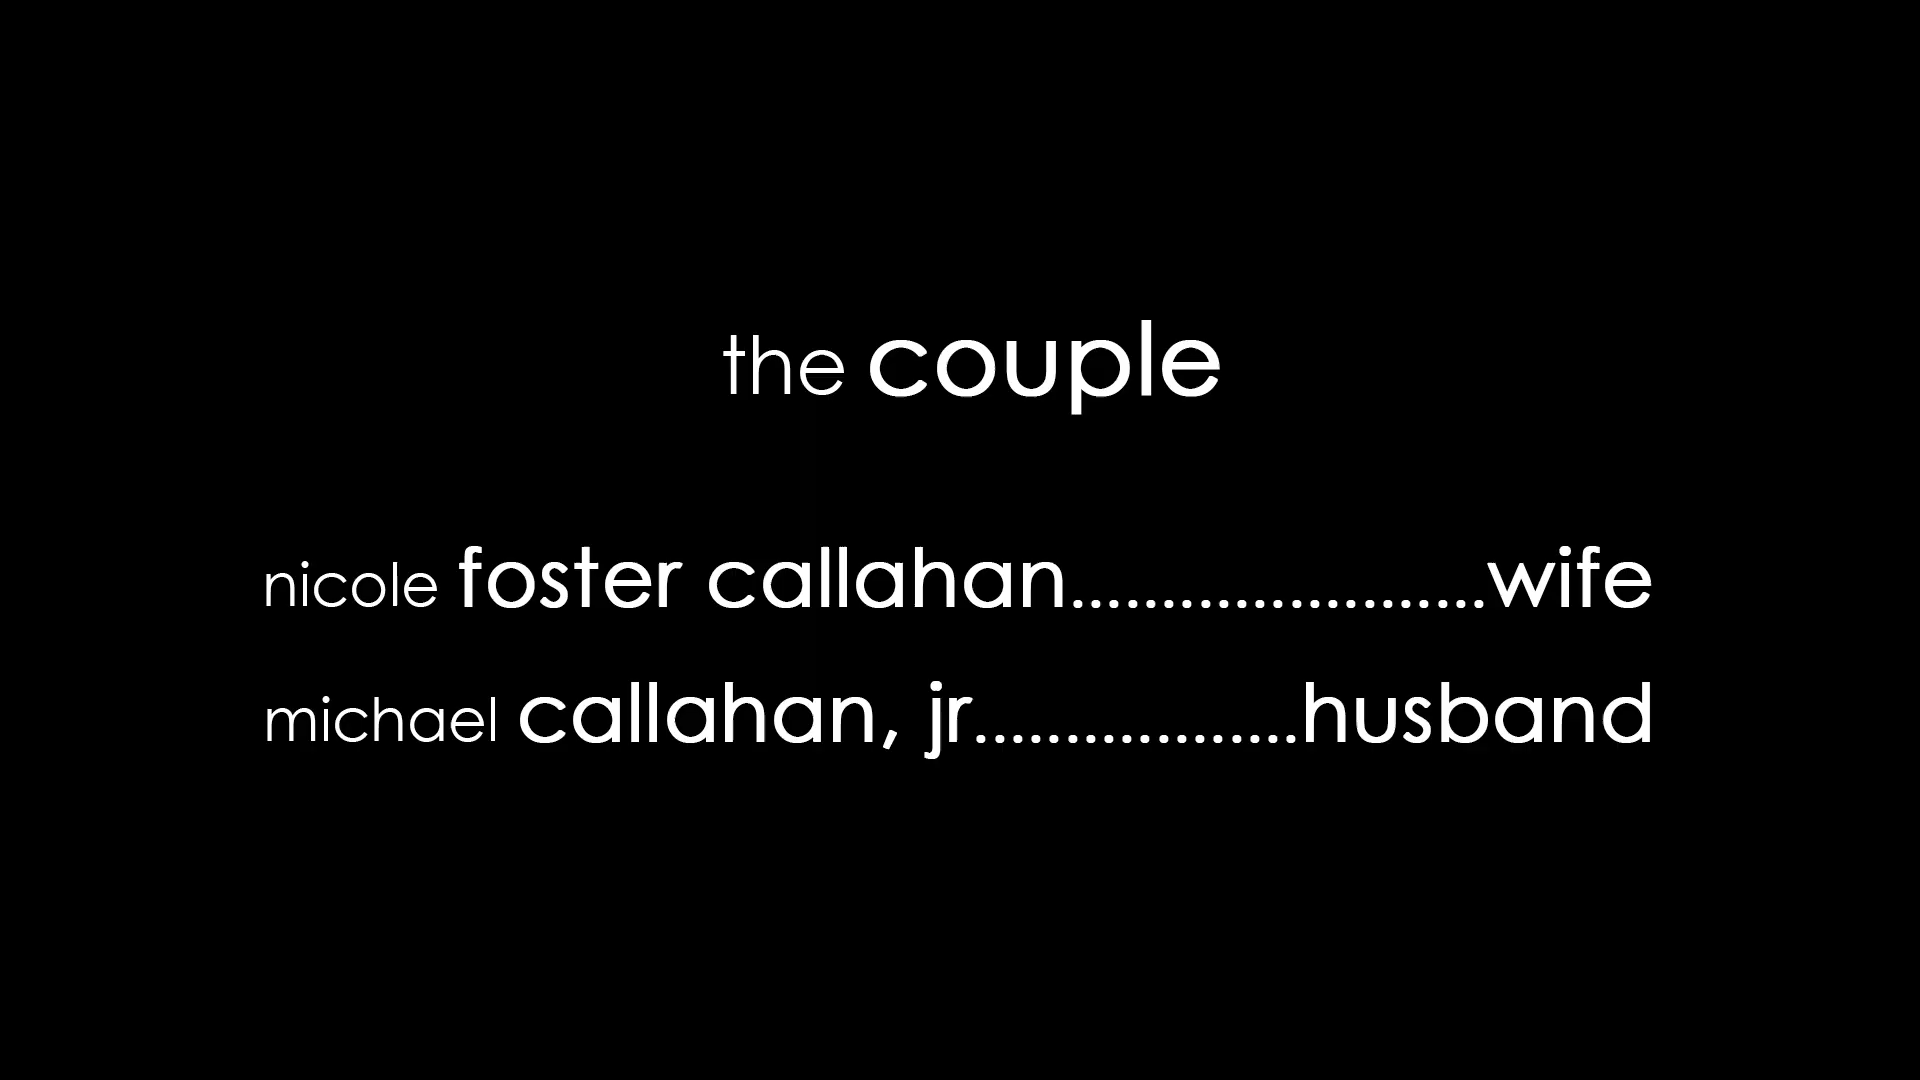 the couple
nicole foster callahan.......................wife
michael callahan, jr..................husband